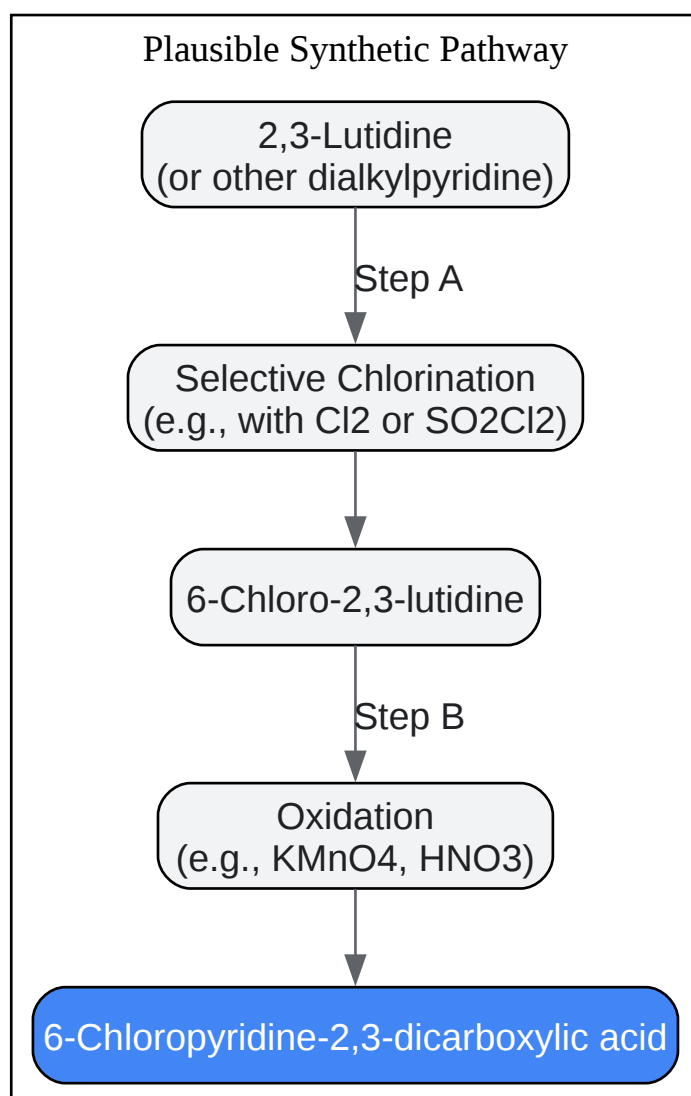 Plausible Synthetic Pathway
2,3-Lutidine
(or other dialkylpyridine)
Step A
Selective Chlorination
(e.g., with Cl2 or SO2Cl2)
6-Chloro-2,3-lutidine
Step B
Oxidation
(e.g., KMnO4, HNO3)
6-Chloropyridine-2,3-dicarboxylic acid